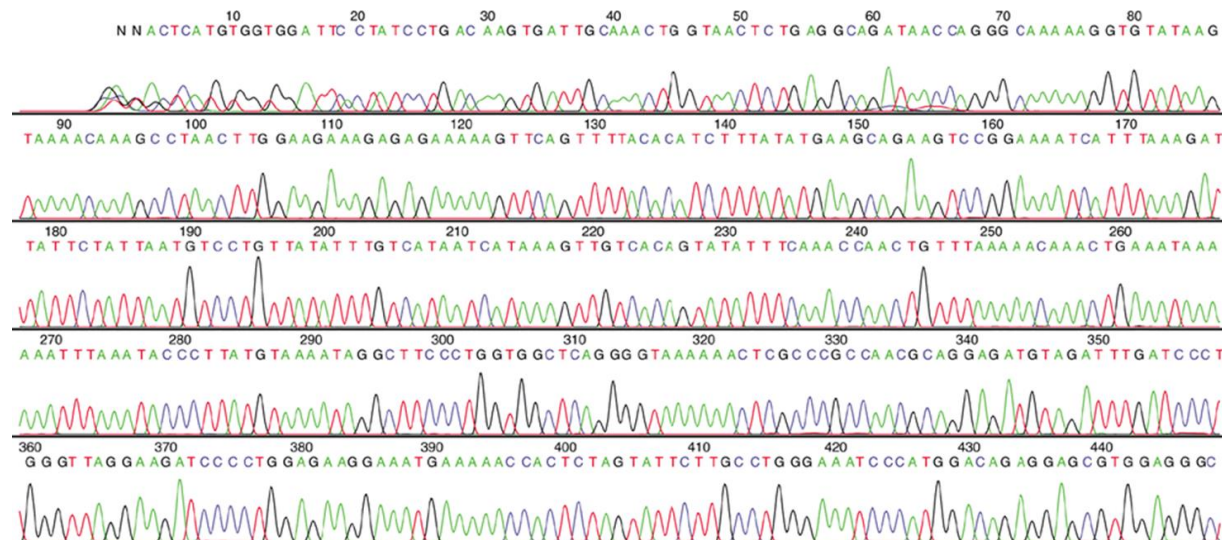 10 20 30 40 50 60 70 80
NNACTCATGTGGTGGATTCCTATCCTGACAAGTGATTGCAAACTGGTAACTCTGAGGCAGATAACCAGGGCAAAAAGGTGTATAAG
90 100 110 120 130 140 150 160 170
TAAAACAAAGCCTAACTTGGAAGAAAGAGAGAAAAAGTTCAGTTTTACACATCTTTATATGAAGCAGAAGTCCGGAAAATCATTTAAAGAT
180 190 200 210 220 230 240 250 260
TATTCTATTAATGTCCTGTTATATTTGTCATAATCATAAAGTTGTCACAGTATATTTCAAACCAACTGTTTAAAAACAAACTGAAATAAA
270 280 290 300 310 320 330 340 350
AAATTTAAATACCCTTATGTAAAATAGGCTTCCCTGGTGGCTCAGGGGTAAAAAACTCGCCCGCCAACGCAGGAGATGTAGATTTGATCCCT
360 370 380 390 400 410 420 430 440
GGGTTAGGAAGATCCCCTGGAGAAGGAAATGAAAAACCACTCTAGTATTCTTGCCTGGGAAATCCCATGGACAGAGGAGCGTGGAGGGC